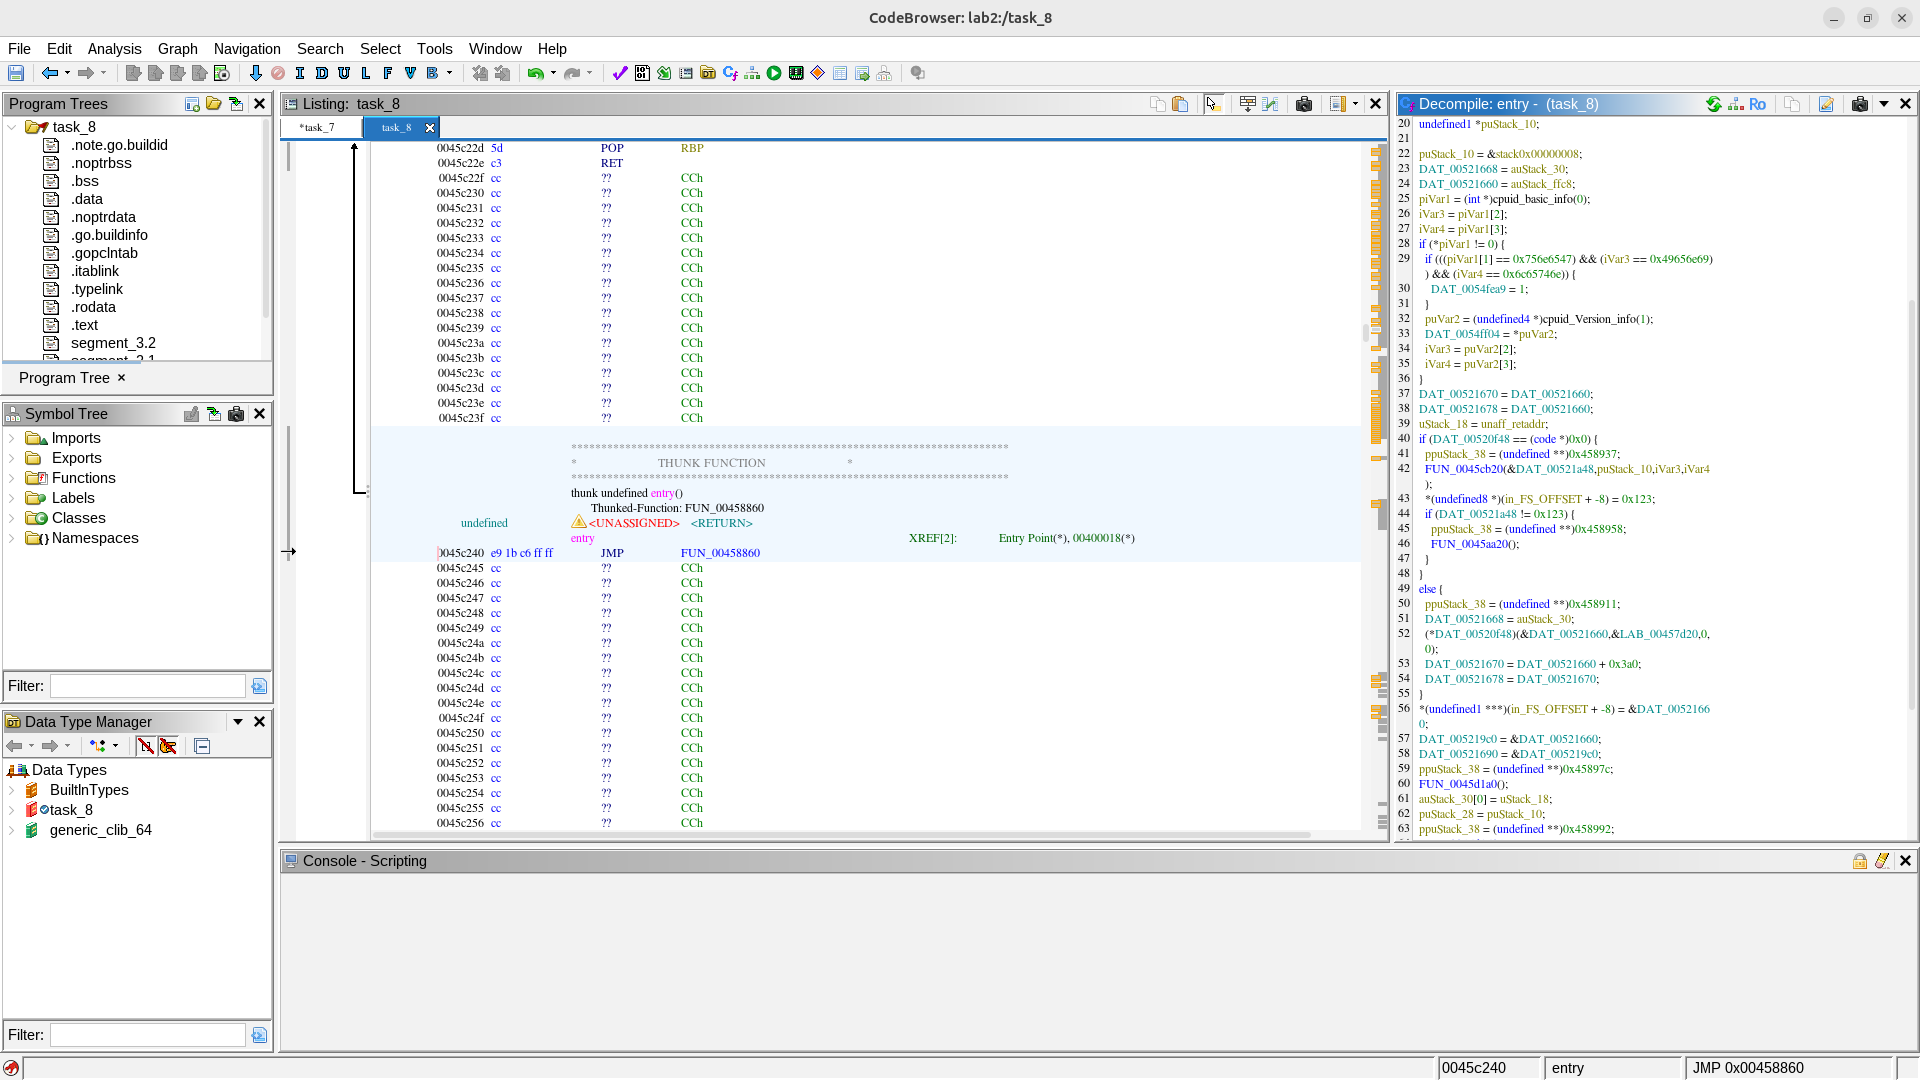 CodeBrowser: lab2:/task_8
File Edit Analysis Graph Navigation Search Select Tools Window Help
I D U L F V B
Program Trees
task_8
.note.go.buildid
.noptrbss
.bss
.data
.noptrdata
.go.buildinfo
.gopclntab
.itablink
.typelink
.rodata
.text
segment_3.2
Program Tree ×
Symbol Tree
Imports
Exports
Functions
Labels
Classes
Namespaces
Filter:
Data Type Manager
Data Types
BuiltInTypes
task_8
generic_clib_64
Filter:
Listing: task_8
*task_7 task_8
0045c22d 5d POP RBP
0045c22e c3 RET
0045c22f cc ?? CCh
0045c230 cc ?? CCh
0045c231 cc ?? CCh
0045c232 cc ?? CCh
0045c233 cc ?? CCh
0045c234 cc ?? CCh
0045c235 cc ?? CCh
0045c236 cc ?? CCh
0045c237 cc ?? CCh
0045c238 cc ?? CCh
0045c239 cc ?? CCh
0045c23a cc ?? CCh
0045c23b cc ?? CCh
0045c23c cc ?? CCh
0045c23d cc ?? CCh
0045c23e cc ?? CCh
0045c23f cc ?? CCh
* THUNK FUNCTION *
thunk undefined entry()
Thunked-Function: FUN_00458860
undefined <UNASSIGNED> <RETURN>
entry XREF[2]: Entry Point(*), 00400018(*)
0045c240 e9 1b c6 ff ff JMP FUN_00458860
0045c245 cc ?? CCh
0045c246 cc ?? CCh
0045c247 cc ?? CCh
0045c248 cc ?? CCh
0045c249 cc ?? CCh
0045c24a cc ?? CCh
0045c24b cc ?? CCh
0045c24c cc ?? CCh
0045c24d cc ?? CCh
0045c24e cc ?? CCh
0045c24f cc ?? CCh
0045c250 cc ?? CCh
0045c251 cc ?? CCh
0045c252 cc ?? CCh
0045c253 cc ?? CCh
0045c254 cc ?? CCh
0045c255 cc ?? CCh
0045c256 cc ?? CCh
Decompile: entry - (task_8)
Ro
20 undefined1 *puStack_10;
21
22 puStack_10 = &stack0x00000008;
23 DAT_00521668 = auStack_30;
24 DAT_00521660 = auStack_ffc8;
25 piVar1 = (int *)cpuid_basic_info(0);
26 iVar3 = piVar1[2];
27 iVar4 = piVar1[3];
28 if (*piVar1 != 0) {
29 if (((piVar1[1] == 0x756e6547) && (iVar3 == 0x49656e69)
) && (iVar4 == 0x6c65746e)) {
30 DAT_0054fea9 = 1;
31 }
32 puVar2 = (undefined4 *)cpuid_Version_info(1);
33 DAT_0054ff04 = *puVar2;
34 iVar3 = puVar2[2];
35 iVar4 = puVar2[3];
36 }
37 DAT_00521670 = DAT_00521660;
38 DAT_00521678 = DAT_00521660;
39 uStack_18 = unaff_retaddr;
40 if (DAT_00520f48 == (code *)0x0) {
41 ppuStack_38 = (undefined **)0x458937;
42 FUN_0045cb20(&DAT_00521a48,puStack_10,iVar3,iVar4
);
43 *(undefined8 *)(in_FS_OFFSET + -8) = 0x123;
44 if (DAT_00521a48 != 0x123) {
45 ppuStack_38 = (undefined **)0x458958;
46 FUN_0045aa20();
47 }
48 }
49 else {
50 ppuStack_38 = (undefined **)0x458911;
51 DAT_00521668 = auStack_30;
52 (*DAT_00520f48)(&DAT_00521660,&LAB_00457d20,0,
0);
53 DAT_00521670 = DAT_00521660 + 0x3a0;
54 DAT_00521678 = DAT_00521670;
55 }
56 *(undefined1 ***)(in_FS_OFFSET + -8) = &DAT_0052166
0;
57 DAT_005219c0 = &DAT_00521660;
58 DAT_00521690 = &DAT_005219c0;
59 ppuStack_38 = (undefined **)0x45897c;
60 FUN_0045d1a0();
61 auStack_30[0] = uStack_18;
62 puStack_28 = puStack_10;
63 ppuStack_38 = (undefined **)0x458992;
Console - Scripting
0045c240 entry JMP 0x00458860